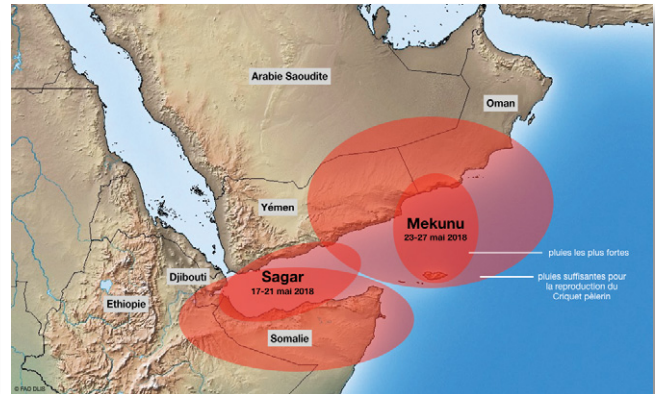 Arabie Saoudite
Oman
Yémen
Mekunu
23-27 mai 2018
pluies les plus fortes
Djibouti
Sagar
17-21 mai 2018
pluies suffisantes pour
la reproduction du
Criquet pèlerin
Ethiopie
Somalie
© FAO DLIS